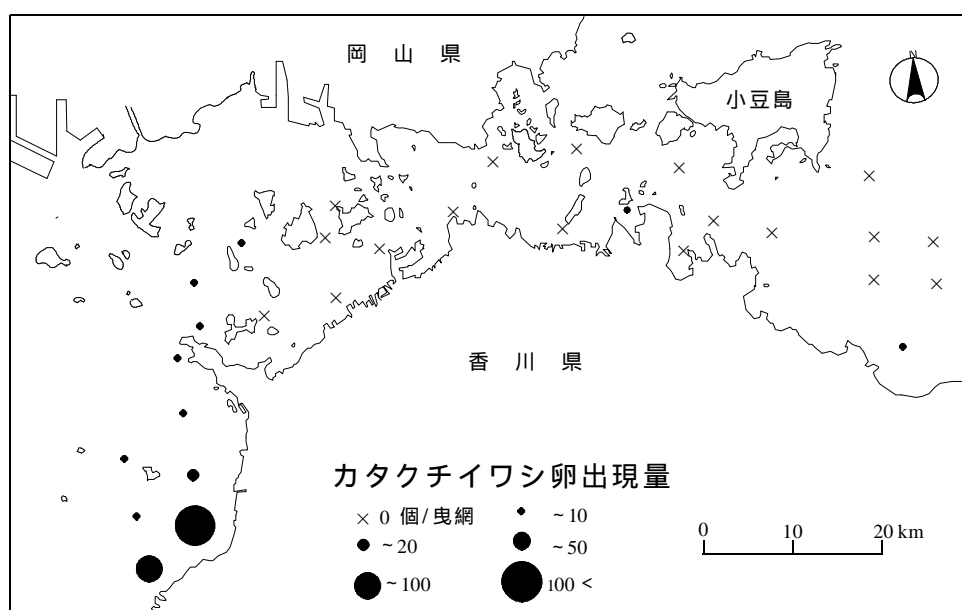 岡山県
N
小豆島
香川県
カタクチイワシ卵出現量
× 0 個/曳網
~10
~20
~50
~100
100 <
0 10 20 km